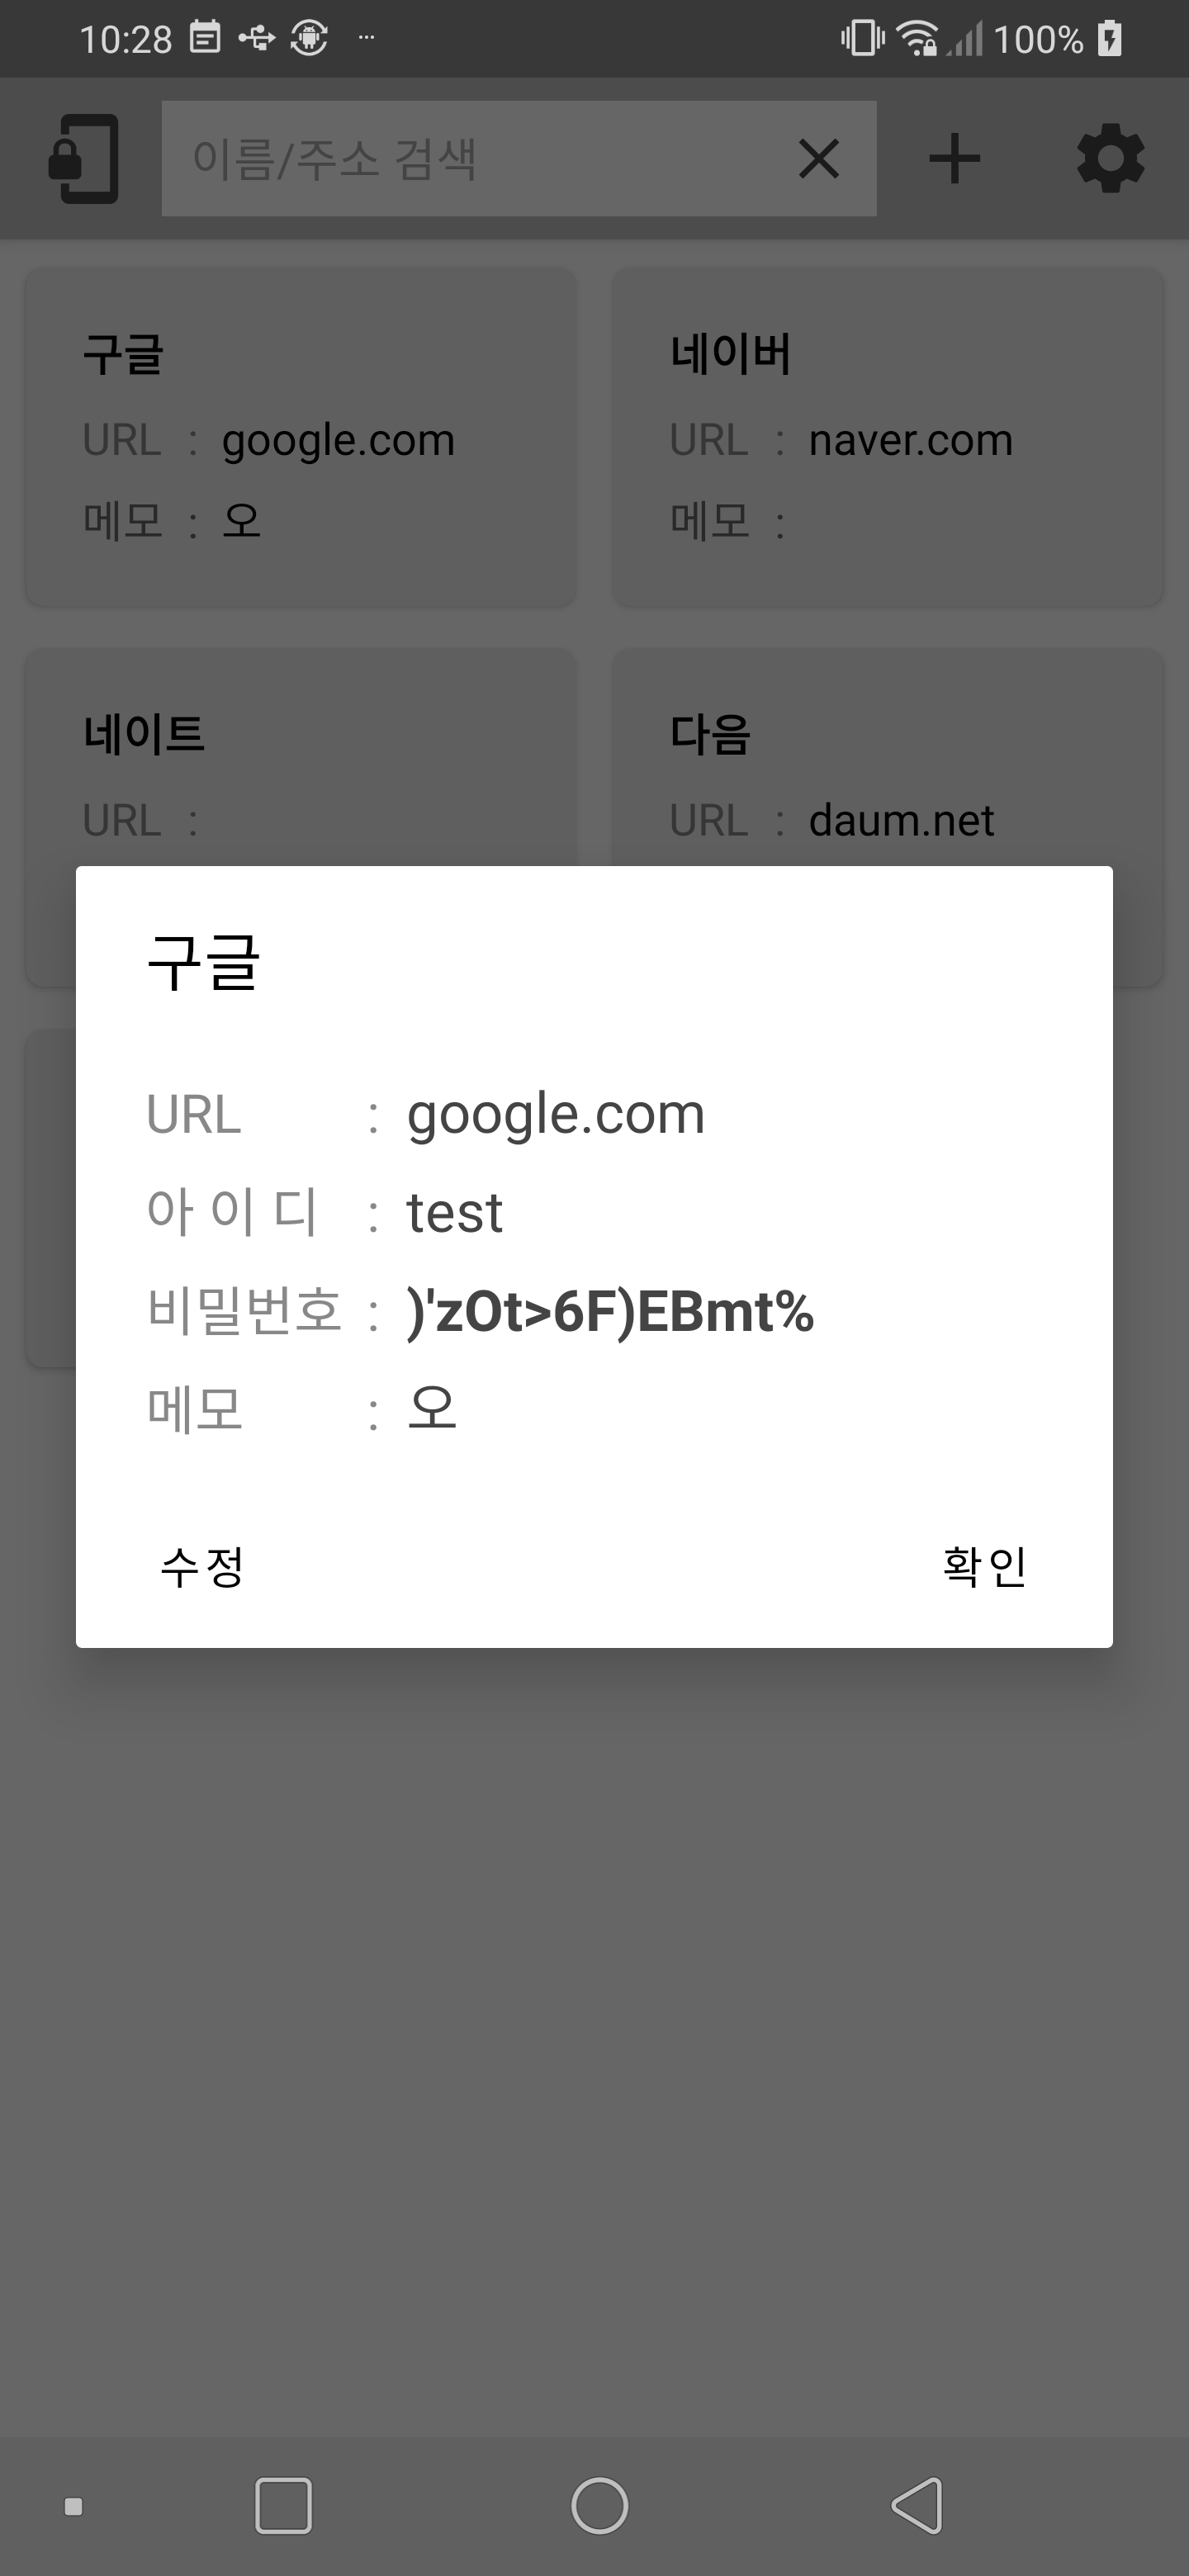 10:28 ... 100%
이름/주소 검색
구글
URL : google.com
메모 : 오
네이버
URL : naver.com
메모 :
네이트
URL :
다음
URL : daum.net
구글
URL : google.com
아 이 디 : test
비밀번호 : )'zOt>6F)EBmt%
메모 : 오
수정 확인